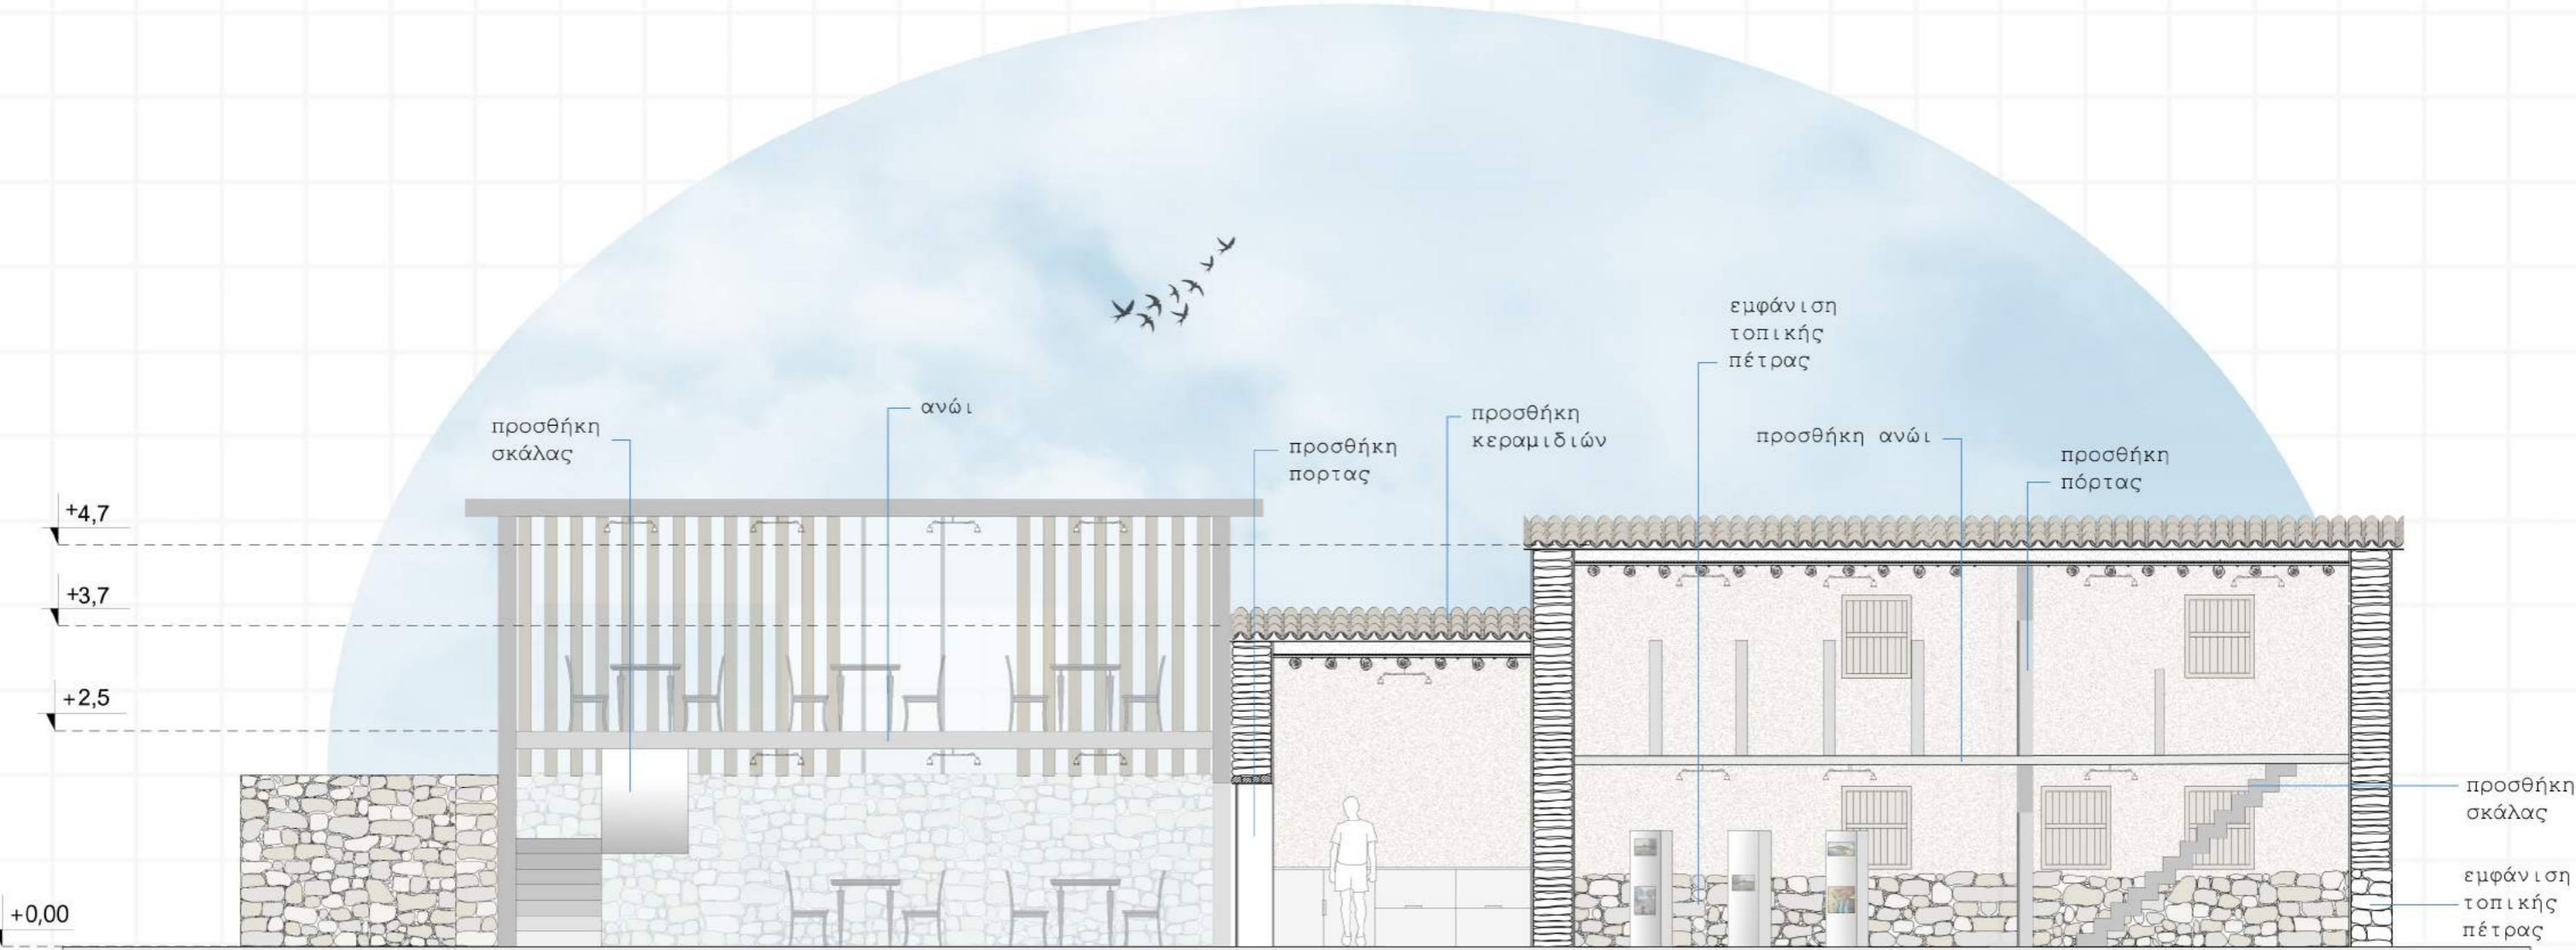 εμφάνιση
τοπικής
πέτρας
ανώι
προσθήκη
σκάλας
προσθήκη
πορτας
προσθήκη
κεραμιδιών
προσθήκη ανώι
προσθήκη
πόρτας
+4,7
+3,7
+2,5
+0,00
προσθήκη
σκάλας
εμφάνιση
τοπικής
πέτρας